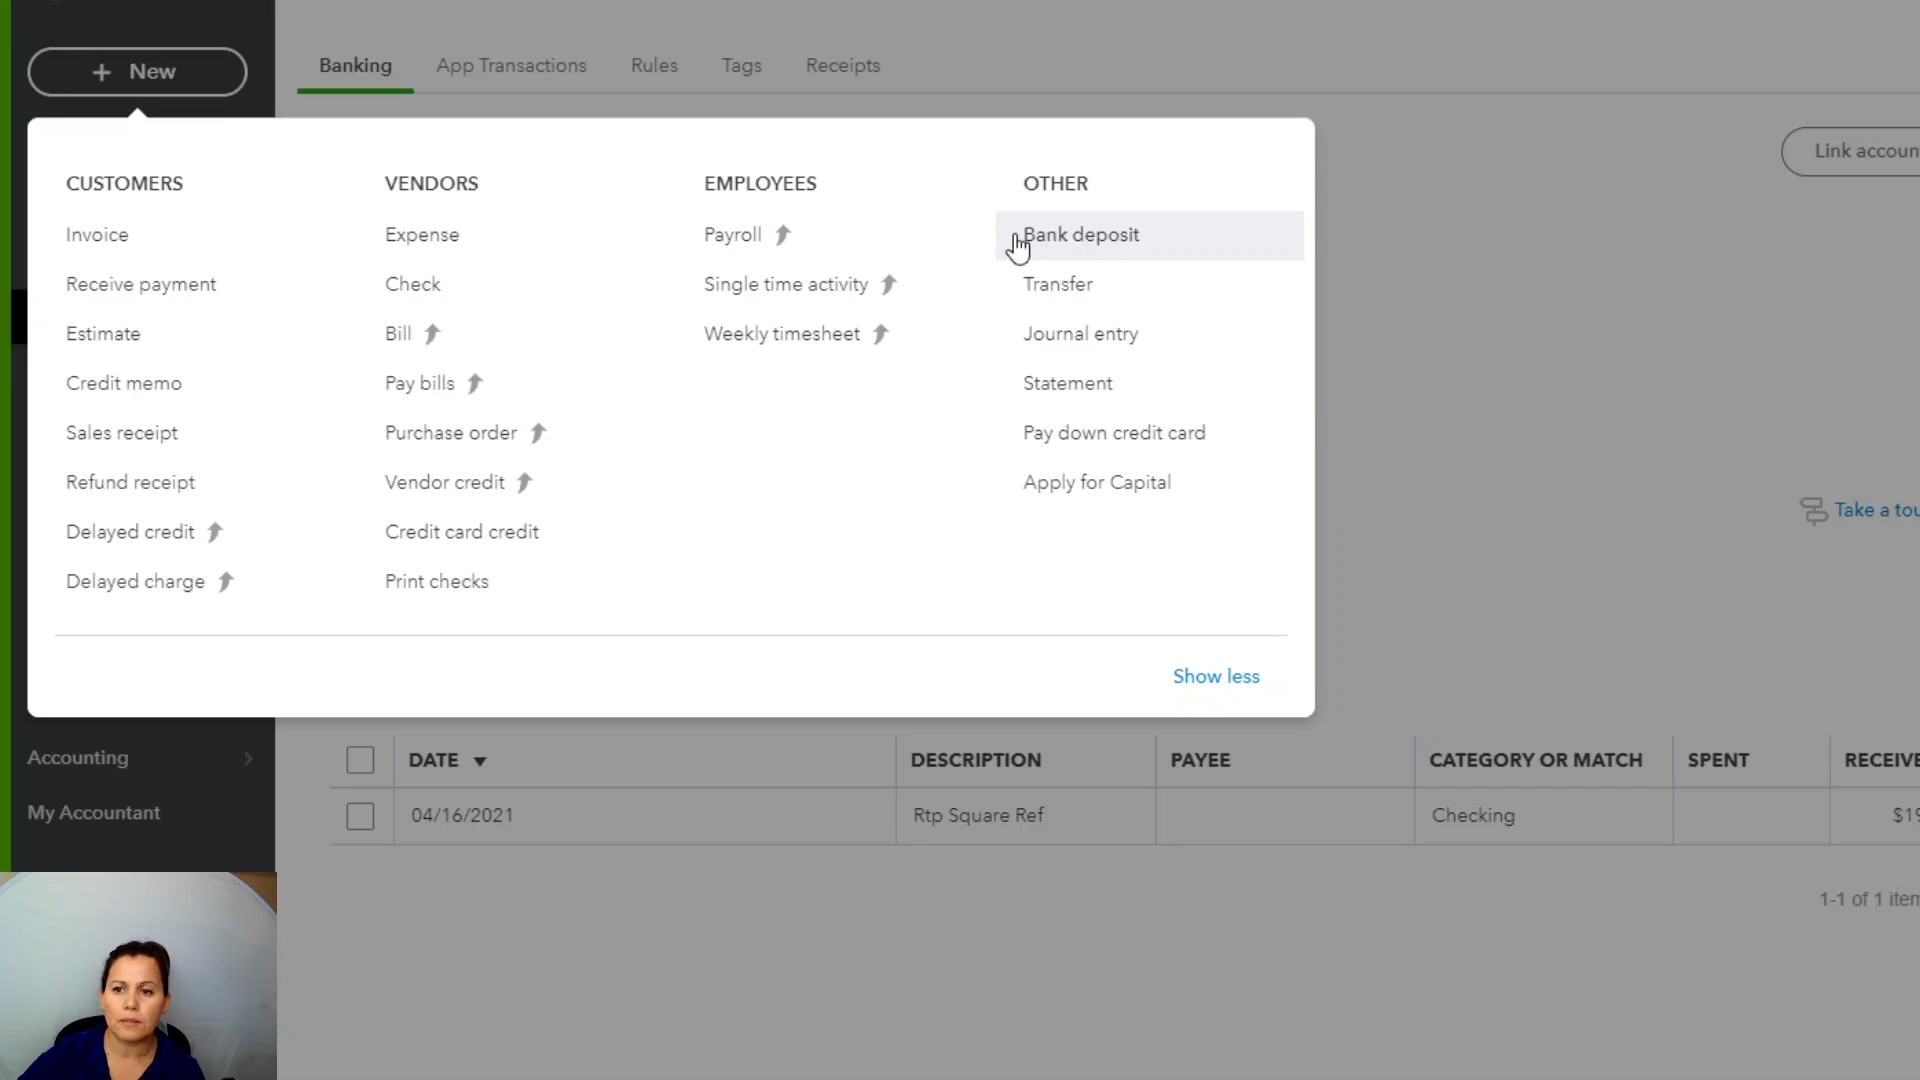 + New
Banking App Transactions Rules Tags Receipts
Link accoun
CUSTOMERS
Invoice
Receive payment
Estimate
Credit memo
Sales receipt
Refund receipt
Delayed credit
Delayed charge
VENDORS
Expense
Check
Bill
Pay bills
Purchase order
Vendor credit
Credit card credit
Print checks
EMPLOYEES
Payroll
Single time activity
Weekly timesheet
OTHER
Bank deposit
Transfer
Journal entry
Statement
Pay down credit card
Apply for Capital
Show less
Take a tou
Accounting
My Accountant
DATE DESCRIPTION PAYEE CATEGORY OR MATCH SPENT RECEIVE
04/16/2021 Rtp Square Ref Checking $19
1-1 of 1 item